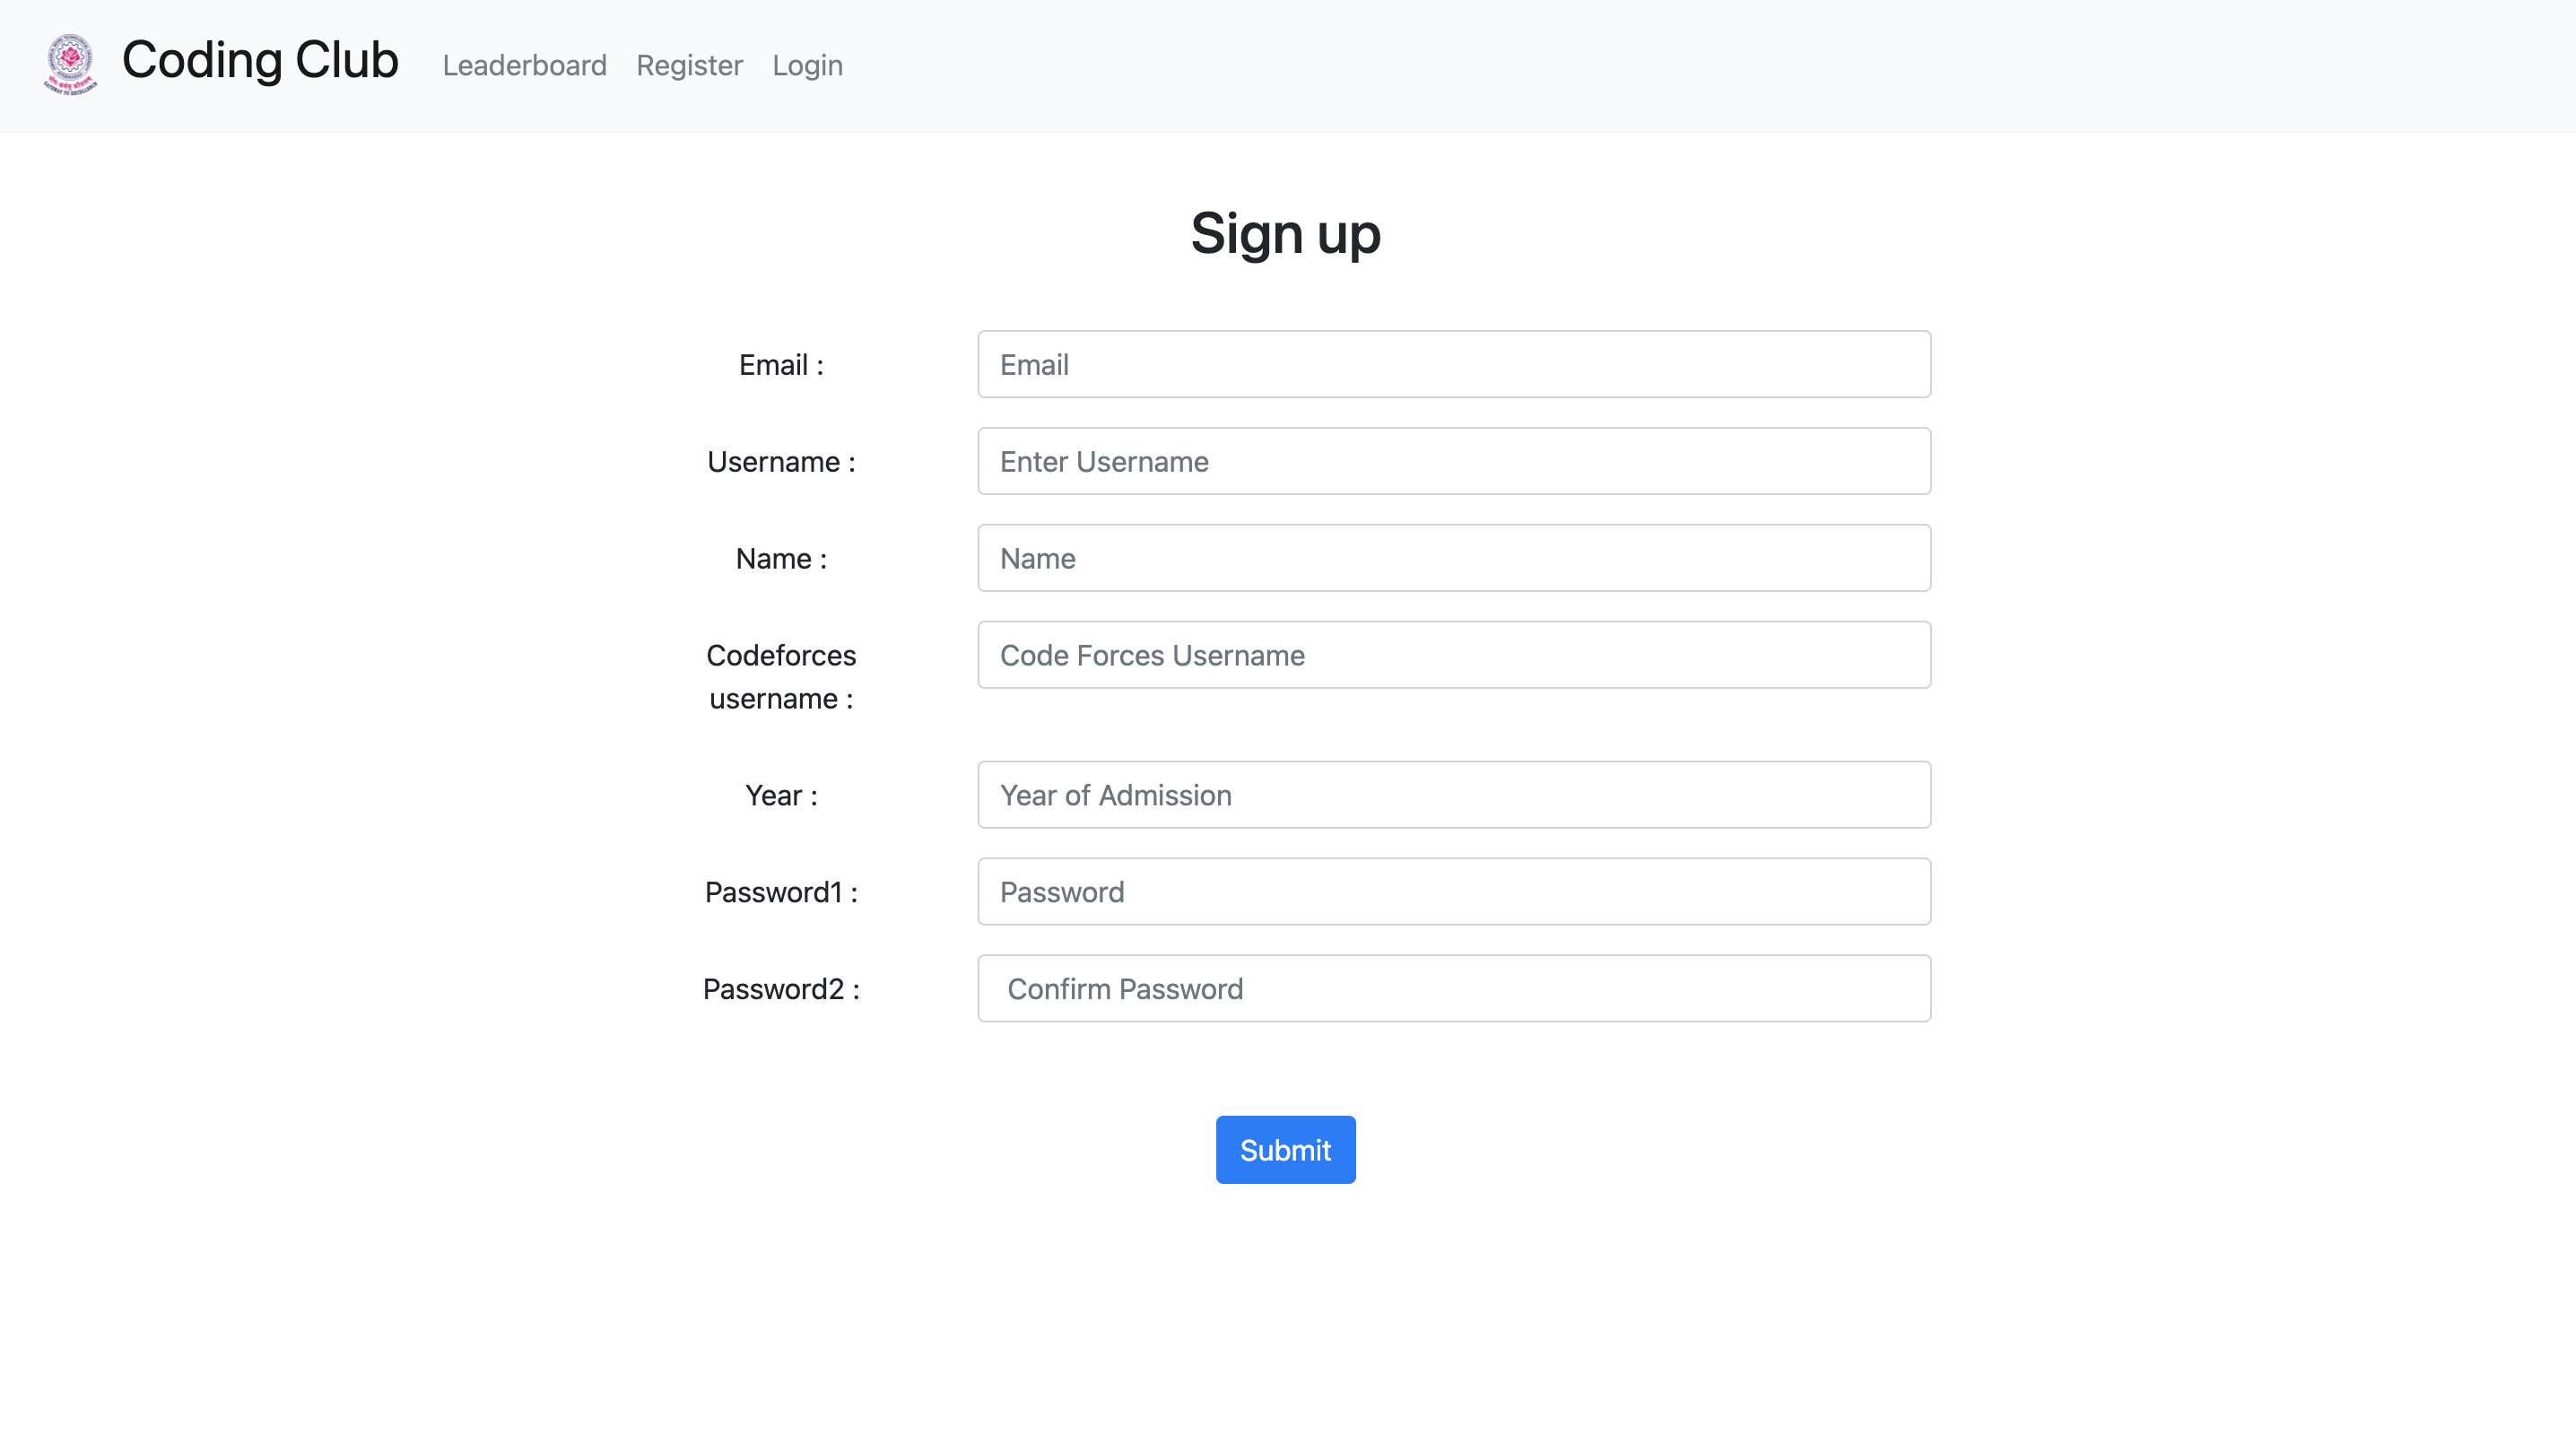 Coding Club Leaderboard Register Login
Sign up
Email : Email
Username : Enter Username
Name : Name
Codeforces Code Forces Username
username :
Year : Year of Admission
Password1 : Password
Password2 : Confirm Password
Submit